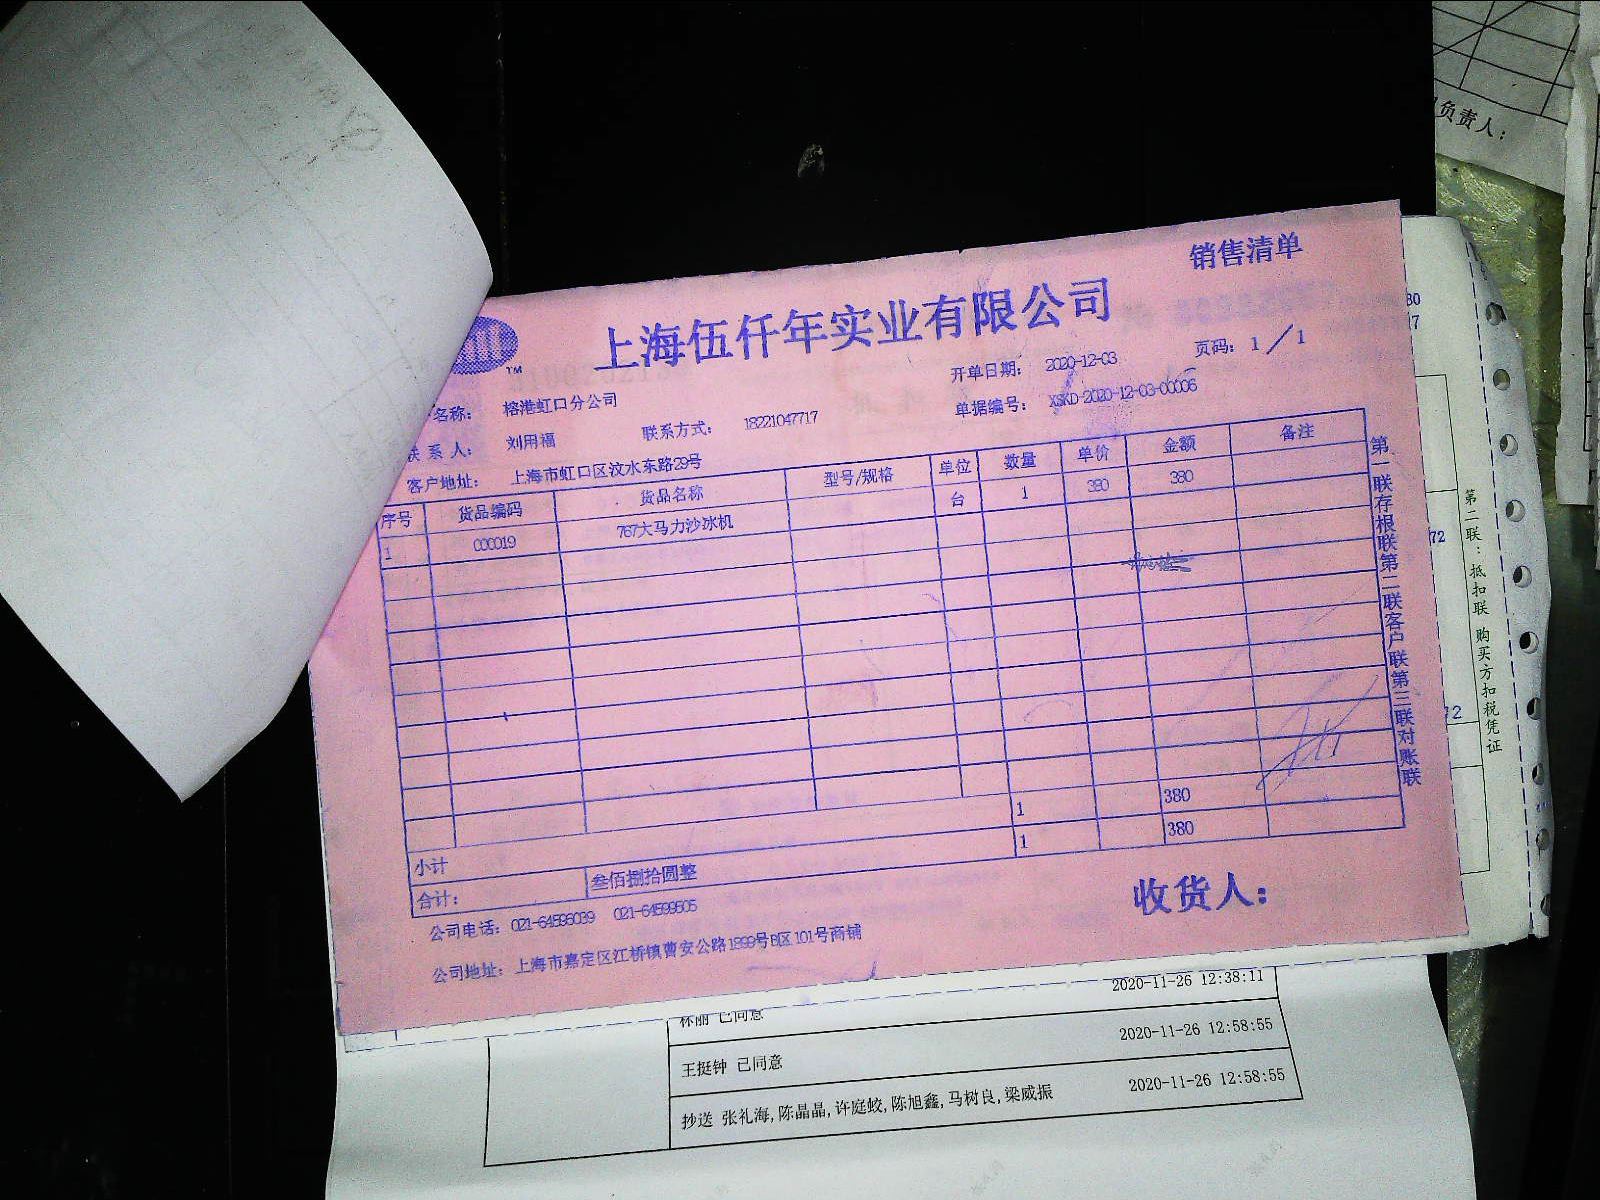 负责人：
销售清单
上海伍仟年实业有限公司
TM
开单日期： 2020-12-03 页码：1／1
名称： 榕港虹口分公司
单据编号： XSKD-2020-12-03-00006
联系人： 刘用福 联系方式： 18221047717
客户地址： 上海市虹口区汶水东路29号
序号 货品编码 货品名称 型号/规格 单位 数量 单价 金额 备注
1 000019 767大马力沙冰机 台 1 380 380
小计 1 380
合计： 叁佰捌拾圆整 1 380
公司电话：021-64596039 021-64599505
收货人：
公司地址：上海市嘉定区江桥镇曹安公路1899号B区101号商铺
第一联存根联第二联客户联第三联对账联
第二联：抵扣联 购买方扣税凭证
80
17
72
72
林丽 已同意 2020-11-26 12:38:11
王挺钟 已同意 2020-11-26 12:58:55
抄送 张礼海,陈晶晶,许庭蛟,陈旭鑫,马树良,梁威振 2020-11-26 12:58:55